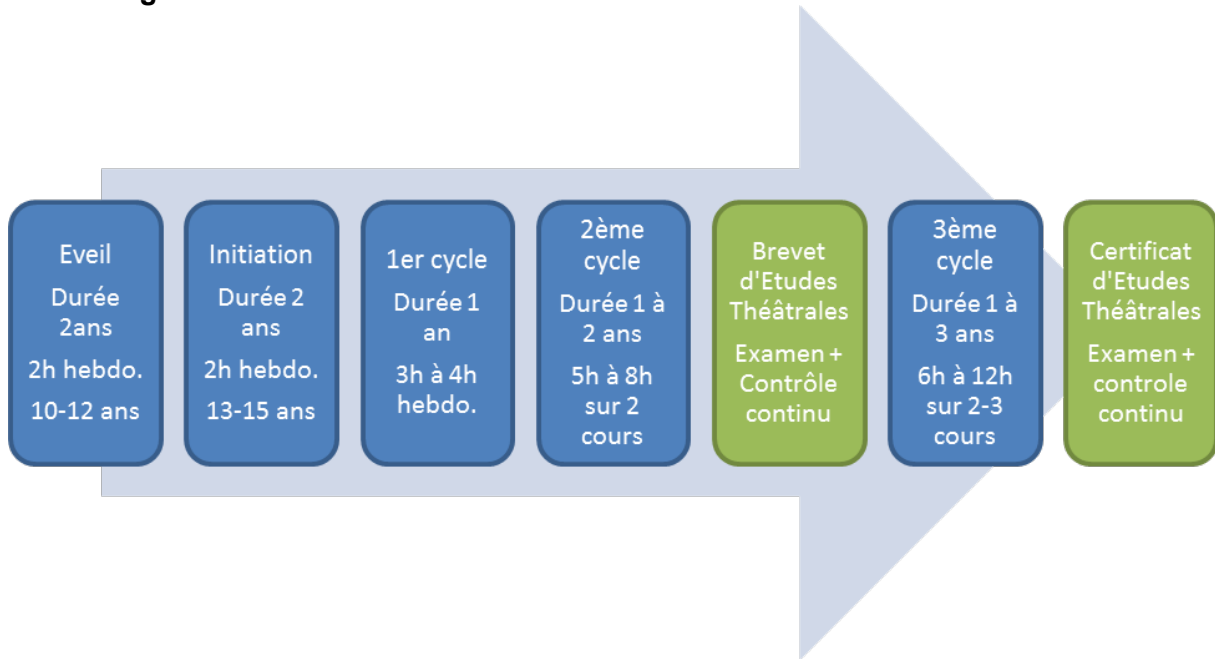 Eveil
Durée
2ans
2h hebdo.
10-12 ans
Initiation
Durée 2
ans
2h hebdo.
13-15 ans
1er cycle
Durée 1
an
3h à 4h
hebdo.
2ème
cycle
Durée 1 à
2 ans
5h à 8h
sur 2
cours
Brevet
d'Etudes
Théâtrales
Examen +
Contrôle
continu
3ème
cycle
Durée 1 à
3 ans
6h à 12h
sur 2-3
cours
Certificat
d'Etudes
Théâtrales
Examen +
controle
continu